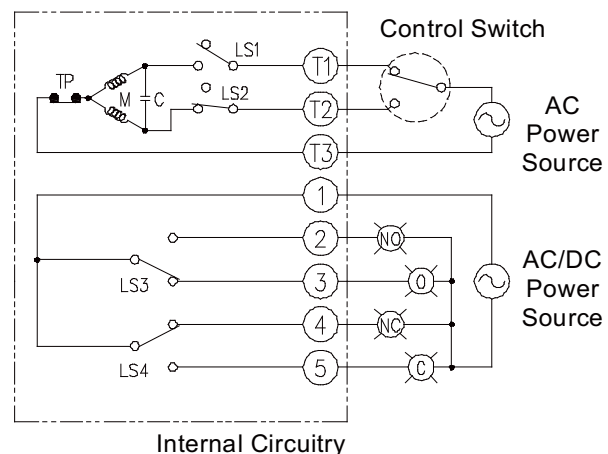 Control Switch
LS1
T1
TP
M
C
LS2
T2
AC
Power
Source
T3
1
2
NO
LS3
3
O
AC/DC
Power
Source
4
NC
LS4
5
C
Internal Circuitry